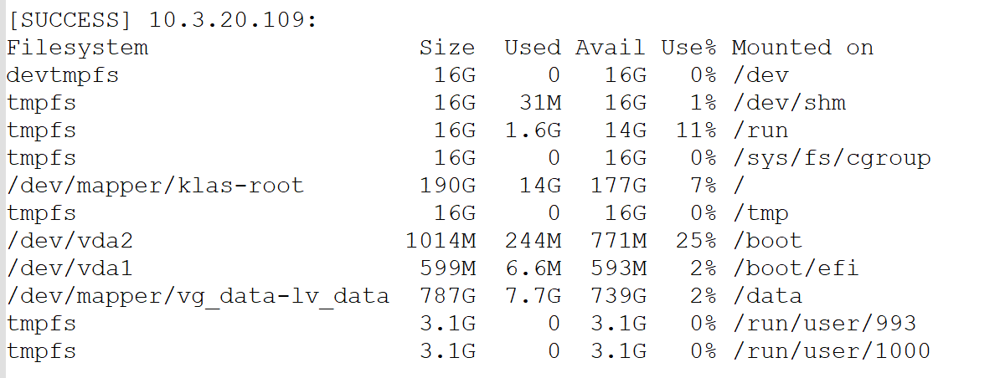 [SUCCESS] 10.3.20.109:
Filesystem                   Size  Used Avail Use% Mounted on
devtmpfs                      16G     0   16G   0% /dev
tmpfs                         16G   31M   16G   1% /dev/shm
tmpfs                         16G  1.6G   14G  11% /run
tmpfs                         16G     0   16G   0% /sys/fs/cgroup
/dev/mapper/klas-root        190G   14G  177G   7% /
tmpfs                         16G     0   16G   0% /tmp
/dev/vda2                   1014M  244M  771M  25% /boot
/dev/vda1                    599M  6.6M  593M   2% /boot/efi
/dev/mapper/vg_data-lv_data  787G  7.7G  739G   2% /data
tmpfs                        3.1G     0  3.1G   0% /run/user/993
tmpfs                        3.1G     0  3.1G   0% /run/user/1000